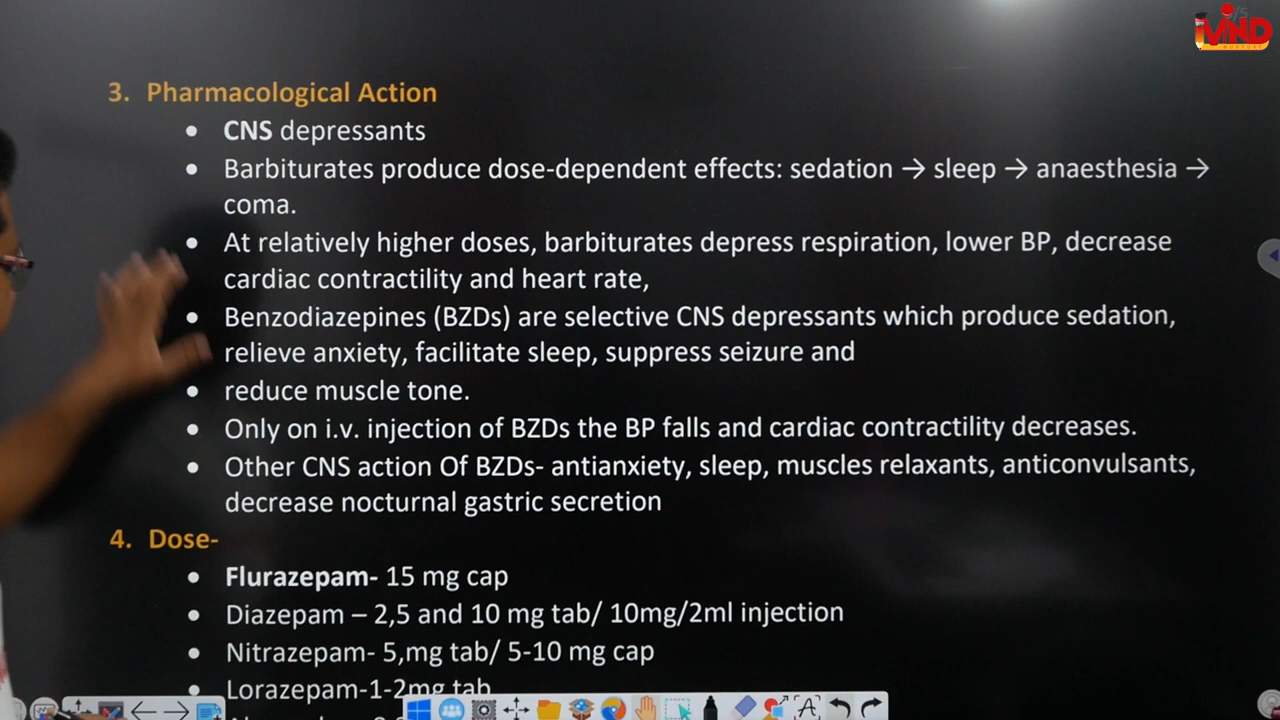 /5
MIND
3. Pharmacological Action
• CNS depressants
• Barbiturates produce dose-dependent effects: sedation → sleep → anaesthesia →
coma.
• At relatively higher doses, barbiturates depress respiration, lower BP, decrease
cardiac contractility and heart rate,
• Benzodiazepines (BZDs) are selective CNS depressants which produce sedation,
relieve anxiety, facilitate sleep, suppress seizure and
• reduce muscle tone.
• Only on i.v. injection of BZDs the BP falls and cardiac contractility decreases.
• Other CNS action Of BZDs- antianxiety, sleep, muscles relaxants, anticonvulsants,
decrease nocturnal gastric secretion
4. Dose-
• Flurazepam- 15 mg cap
• Diazepam – 2,5 and 10 mg tab/ 10mg/2ml injection
• Nitrazepam- 5,mg tab/ 5-10 mg cap
• Lorazepam-1-2mg tab